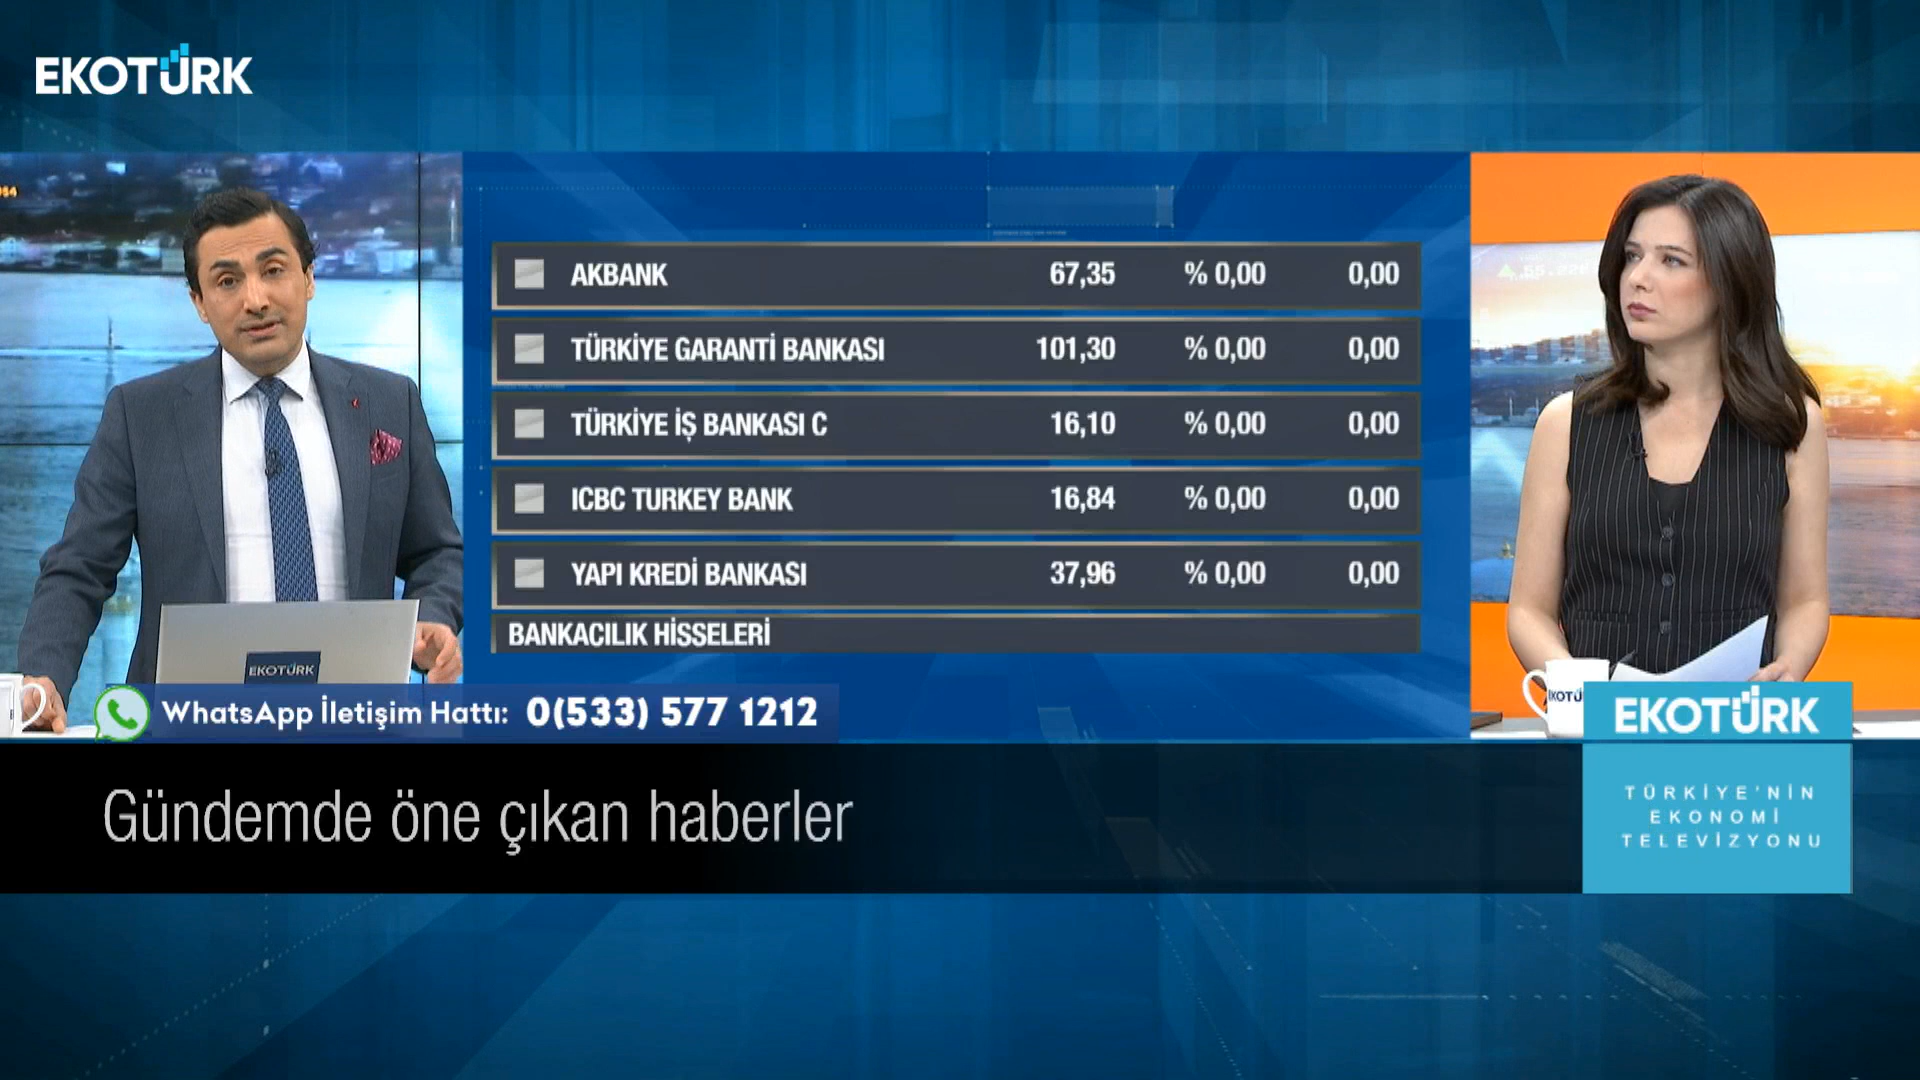 EKOTÜRK
AKBANK 67,35 % 0,00 0,00
TÜRKİYE GARANTİ BANKASI 101,30 % 0,00 0,00
TÜRKİYE İŞ BANKASI C 16,10 % 0,00 0,00
ICBC TURKEY BANK 16,84 % 0,00 0,00
YAPI KREDİ BANKASI 37,96 % 0,00 0,00
BANKACILIK HİSSELERİ
EKOTÜRK
WhatsApp İletişim Hattı: 0(533) 577 1212
EKOTÜRK
Gündemde öne çıkan haberler
TÜRKİYE'NİN
EKONOMİ
TELEVİZYONU